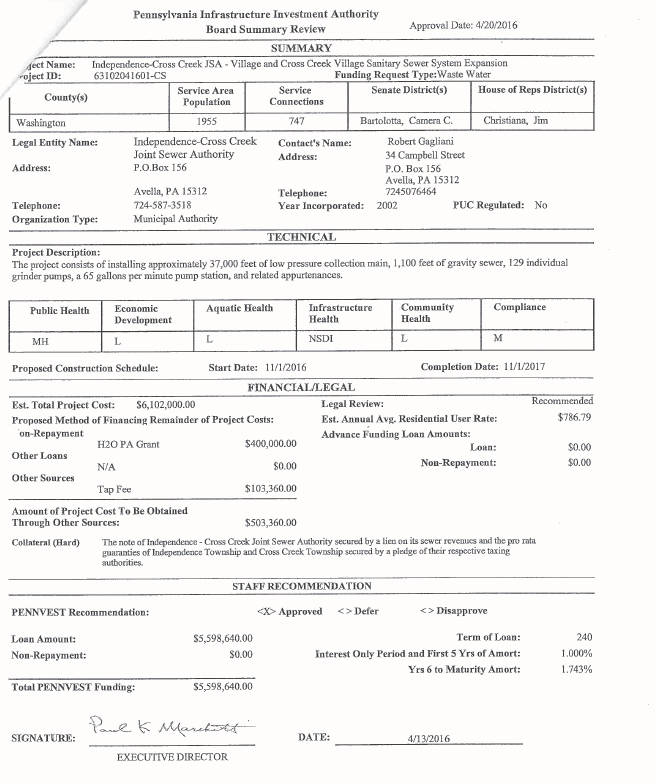 Pennsylvania Infrastructure Investment Authority
Board Summary Review
Approval Date: 4/20/2016
SUMMARY
ject Name: Independence-Cross Creek JSA - Village and Cross Creek Village Sanitary Sewer System Expansion
oject ID: 63102041601-CS Funding Request Type: Waste Water
County(s) Service Area Population Service Connections Senate District(s) House of Reps District(s)
Washington 1955 747 Bartolotta, Camera C. Christiana, Jim
Legal Entity Name: Independence-Cross Creek Joint Sewer Authority
Contact's Name: Robert Gagliani
Address: P.O.Box 156
Avella, PA 15312
Address: 34 Campbell Street
P.O. Box 156
Avella, PA 15312
Telephone: 724-587-3518
Telephone: 7245076464
Year Incorporated: 2002 PUC Regulated: No
Organization Type: Municipal Authority
TECHNICAL
Project Description:
The project consists of installing approximately 37,000 feet of low pressure collection main, 1,100 feet of gravity sewer, 129 individual
grinder pumps, a 65 gallons per minute pump station, and related appurtenances.
Public Health Economic Development Aquatic Health Infrastructure Health Community Health Compliance
MH L L NSDI L M
Proposed Construction Schedule: Start Date: 11/1/2016 Completion Date: 11/1/2017
FINANCIAL/LEGAL
Est. Total Project Cost: $6,102,000.00
Legal Review: Recommended
Proposed Method of Financing Remainder of Project Costs:
Est. Annual Avg. Residential User Rate: $786.79
on-Repayment
Advance Funding Loan Amounts:
H2O PA Grant $400,000.00
Loan: $0.00
Other Loans
Non-Repayment: $0.00
N/A $0.00
Other Sources
Tap Fee $103,360.00
Amount of Project Cost To Be Obtained
Through Other Sources: $503,360.00
Collateral (Hard) The note of Independence - Cross Creek Joint Sewer Authority secured by a lien on its sewer revenues and the pro rata
guaranties of Independence Township and Cross Creek Township secured by a pledge of their respective taxing
authorities.
STAFF RECOMMENDATION
PENNVEST Recommendation: <X> Approved < > Defer < > Disapprove
Loan Amount: $5,598,640.00
Term of Loan: 240
Non-Repayment: $0.00
Interest Only Period and First 5 Yrs of Amort: 1.000%
Yrs 6 to Maturity Amort: 1.743%
Total PENNVEST Funding: $5,598,640.00
SIGNATURE: Paul K
DATE: 4/13/2016
EXECUTIVE DIRECTOR